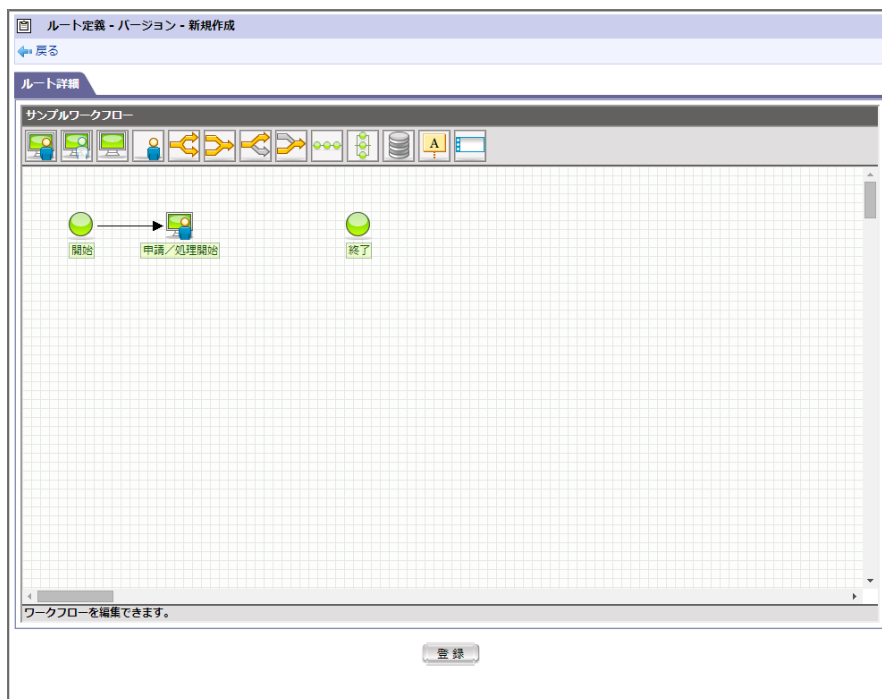 ルート定義 - バージョン - 新規作成
戻る
ルート詳細
サンプルワークフロー
A
開始
申請／処理開始
終了
ワークフローを編集できます。
登録